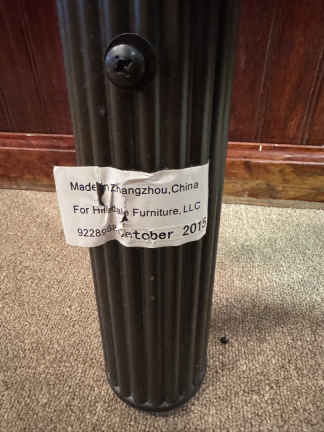 Made in Zhangzhou,China
For Hillsdale Furniture, LLC
October 2015